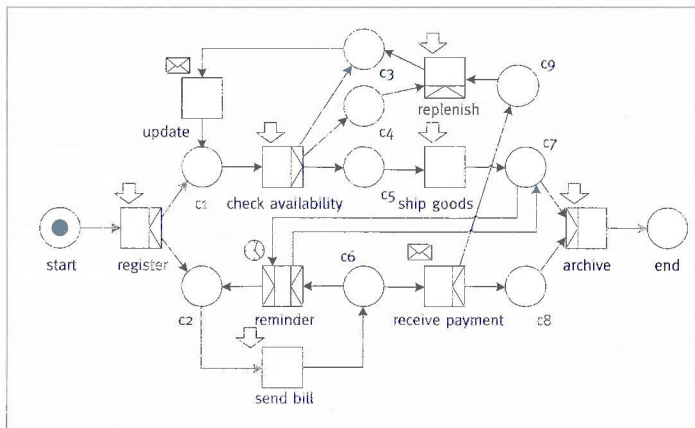 c3
c9
update
c4
replenish
c7
c1
check availability
c5
ship goods
start
register
c6
archive
end
c2
reminder
receive payment
c8
send bill